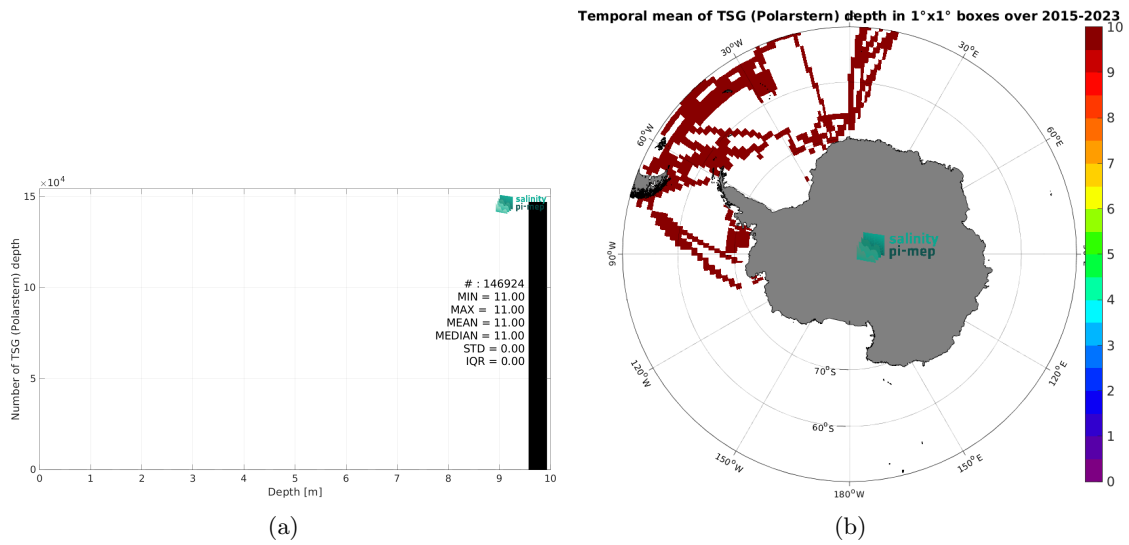 Temporal mean of TSG (Polarstern) depth in 1°x1° boxes over 2015-2023
×10⁴
15
10
5
0
Number of TSG (Polarstern) depth
salinity
pi-mep
# : 146924
MIN = 11.00
MAX = 11.00
MEAN = 11.00
MEDIAN = 11.00
STD = 0.00
IQR = 0.00
0 1 2 3 4 5 6 7 8 9 10
Depth [m]
(a)
30°W
30°E
60°W
60°E
90°W
salinity
pi-mep
120°W
120°E
70°S
60°S
150°W
150°E
180°W
10
9
8
7
6
5
4
3
2
1
0
(b)